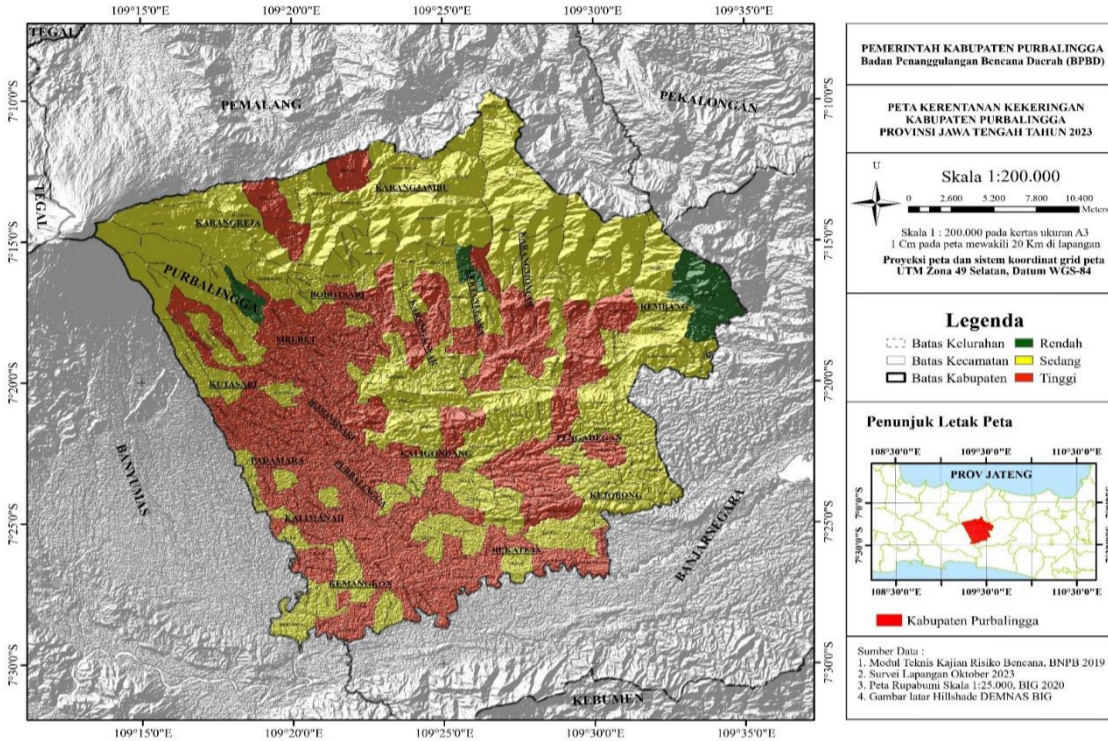 109°15'0"E 109°20'0"E 109°25'0"E 109°30'0"E 109°35'0"E
TEGAL
PEMALANG
PEKALONGAN
7°10'0"S 7°10'0"S
TEGAL
KARANGJAMBU
KARANGREJA
7°15'0"S 7°15'0"S
PURBALINGGA
KARANGMONCOL
BOBOTSARI
REMBANG
MREBET
7°20'0"S 7°20'0"S
KUTASARI
BANYUMAS
PADAMARA
PURBALINGGA
KALIGONDANG
PENGADEGAN
KEJOBONG
7°25'0"S 7°25'0"S
KALIMANAH
BUKATEJA
BANJARNEGARA
KEMANGKON
7°30'0"S 7°30'0"S
KEBUMEN
109°15'0"E 109°20'0"E 109°25'0"E 109°30'0"E 109°35'0"E
PEMERINTAH KABUPATEN PURBALINGGA
Badan Penanggulangan Bencana Daerah (BPBD)
PETA KERENTANAN KEKERINGAN
KABUPATEN PURBALINGGA
PROVINSI JAWA TENGAH TAHUN 2023
U
Skala 1:200.000
0 2.600 5.200 7.800 10.400
Meters
Skala 1 : 200.000 pada kertas ukuran A3
1 Cm pada peta mewakili 20 Km di lapangan
Proyeksi peta dan sistem koordinat grid peta
UTM Zona 49 Selatan, Datum WGS-84
Legenda
Batas Kelurahan Rendah
Batas Kecamatan Sedang
Batas Kabupaten Tinggi
Penunjuk Letak Peta
108°30'0"E 109°30'0"E 110°30'0"E
PROV JATENG
7°0'0"S
7°30'0"S
108°30'0"E 109°30'0"E 110°30'0"E
Kabupaten Purbalingga
Sumber Data :
1. Modul Teknis Kajian Risiko Bencana, BNPB 2019
2. Survei Lapangan Oktober 2023
3. Peta Rupabumi Skala 1:25.000, BIG 2020
4. Gambar latar Hillshade DEMNAS BIG